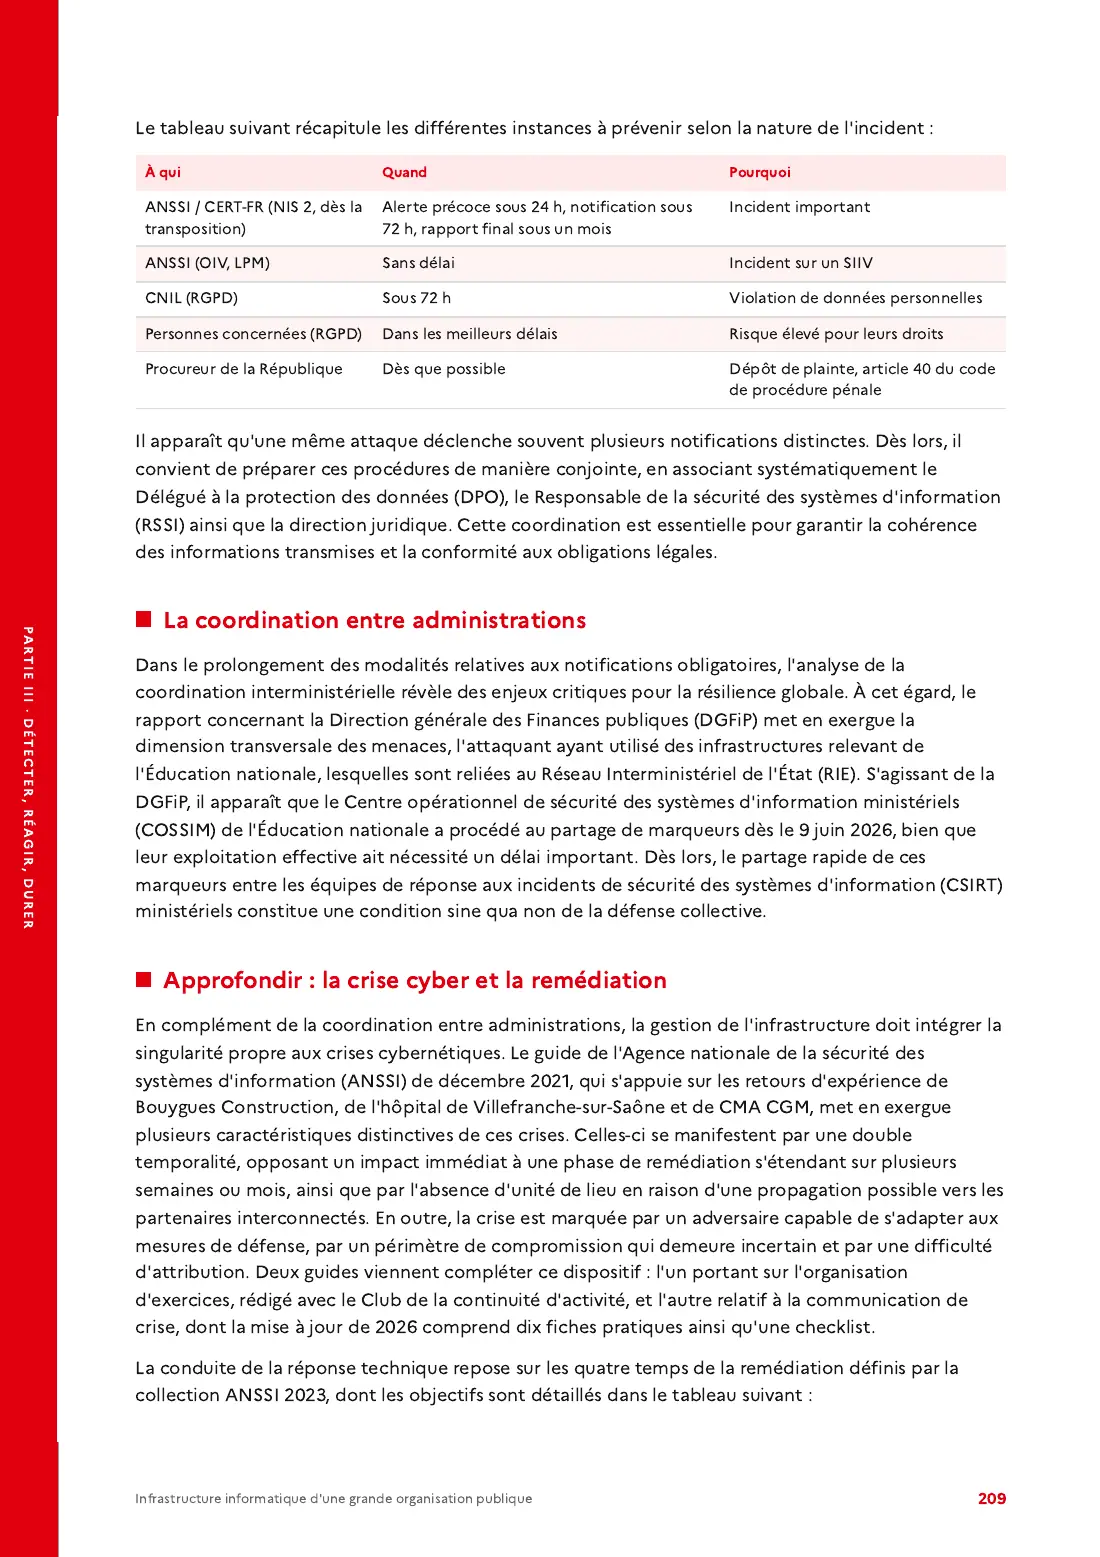 Le tableau suivant récapitule les différentes instances à prévenir selon la nature de l'incident :
À qui Quand Pourquoi
ANSSI / CERT-FR (NIS 2, dès la transposition) Alerte précoce sous 24 h, notification sous 72 h, rapport final sous un mois Incident important
ANSSI (OIV, LPM) Sans délai Incident sur un SIIV
CNIL (RGPD) Sous 72 h Violation de données personnelles
Personnes concernées (RGPD) Dans les meilleurs délais Risque élevé pour leurs droits
Procureur de la République Dès que possible Dépôt de plainte, article 40 du code de procédure pénale
Il apparaît qu'une même attaque déclenche souvent plusieurs notifications distinctes. Dès lors, il
convient de préparer ces procédures de manière conjointe, en associant systématiquement le
Délégué à la protection des données (DPO), le Responsable de la sécurité des systèmes d'information
(RSSI) ainsi que la direction juridique. Cette coordination est essentielle pour garantir la cohérence
des informations transmises et la conformité aux obligations légales.
La coordination entre administrations
Dans le prolongement des modalités relatives aux notifications obligatoires, l'analyse de la
coordination interministérielle révèle des enjeux critiques pour la résilience globale. À cet égard, le
rapport concernant la Direction générale des Finances publiques (DGFiP) met en exergue la
dimension transversale des menaces, l'attaquant ayant utilisé des infrastructures relevant de
l'Éducation nationale, lesquelles sont reliées au Réseau Interministériel de l'État (RIE). S'agissant de la
DGFiP, il apparaît que le Centre opérationnel de sécurité des systèmes d'information ministériels
(COSSIM) de l'Éducation nationale a procédé au partage de marqueurs dès le 9 juin 2026, bien que
leur exploitation effective ait nécessité un délai important. Dès lors, le partage rapide de ces
marqueurs entre les équipes de réponse aux incidents de sécurité des systèmes d'information (CSIRT)
ministériels constitue une condition sine qua non de la défense collective.
Approfondir : la crise cyber et la remédiation
En complément de la coordination entre administrations, la gestion de l'infrastructure doit intégrer la
singularité propre aux crises cybernétiques. Le guide de l'Agence nationale de la sécurité des
systèmes d'information (ANSSI) de décembre 2021, qui s'appuie sur les retours d'expérience de
Bouygues Construction, de l'hôpital de Villefranche-sur-Saône et de CMA CGM, met en exergue
plusieurs caractéristiques distinctives de ces crises. Celles-ci se manifestent par une double
temporalité, opposant un impact immédiat à une phase de remédiation s'étendant sur plusieurs
semaines ou mois, ainsi que par l'absence d'unité de lieu en raison d'une propagation possible vers les
partenaires interconnectés. En outre, la crise est marquée par un adversaire capable de s'adapter aux
mesures de défense, par un périmètre de compromission qui demeure incertain et par une difficulté
d'attribution. Deux guides viennent compléter ce dispositif : l'un portant sur l'organisation
d'exercices, rédigé avec le Club de la continuité d'activité, et l'autre relatif à la communication de
crise, dont la mise à jour de 2026 comprend dix fiches pratiques ainsi qu'une checklist.
La conduite de la réponse technique repose sur les quatre temps de la remédiation définis par la
collection ANSSI 2023, dont les objectifs sont détaillés dans le tableau suivant :
PARTIE III · DÉTECTER, RÉAGIR, DURER
Infrastructure informatique d'une grande organisation publique 209